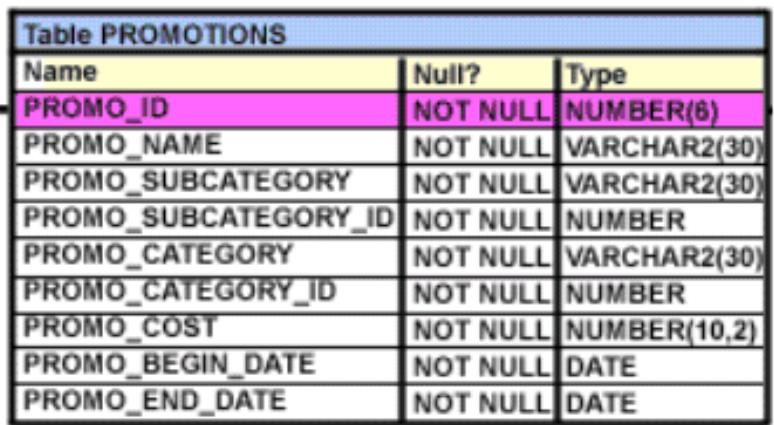 Table PROMOTIONS
Name Null? Type
PROMO_ID NOT NULL NUMBER(6)
PROMO_NAME NOT NULL VARCHAR2(30)
PROMO_SUBCATEGORY NOT NULL VARCHAR2(30)
PROMO_SUBCATEGORY_ID NOT NULL NUMBER
PROMO_CATEGORY NOT NULL VARCHAR2(30)
PROMO_CATEGORY_ID NOT NULL NUMBER
PROMO_COST NOT NULL NUMBER(10,2)
PROMO_BEGIN_DATE NOT NULL DATE
PROMO_END_DATE NOT NULL DATE